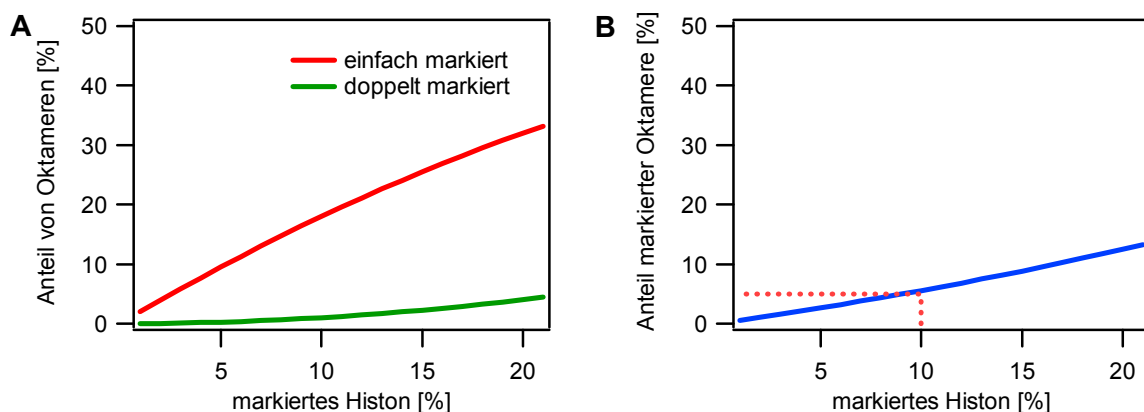 A
Anteil von Oktameren [%]
50
40
30
20
10
0
einfach markiert
doppelt markiert
5
10
15
20
markiertes Histon [%]
B
Anteil markierter Oktamere [%]
50
40
30
20
10
0
5
10
15
20
markiertes Histon [%]